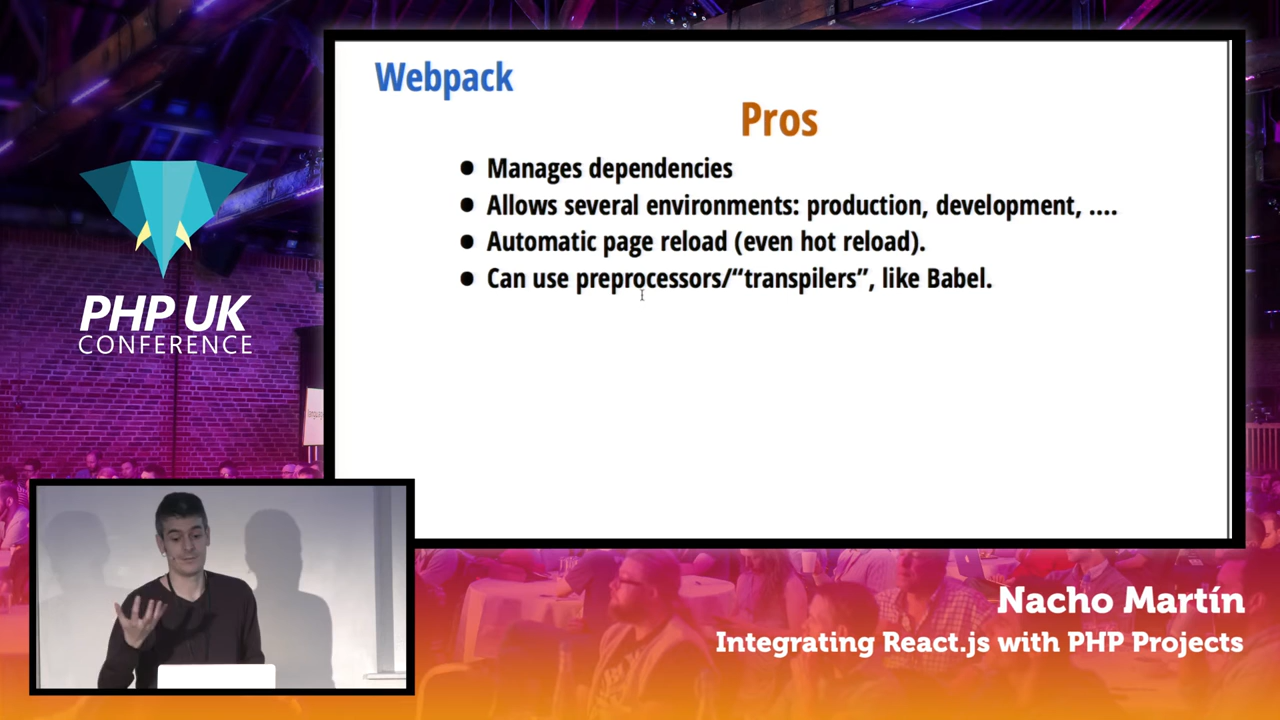 Webpack
Pros
● Manages dependencies
● Allows several environments: production, development, ....
● Automatic page reload (even hot reload).
● Can use preprocessors/“transpilers”, like Babel.
PHP UK
CONFERENCE
Nacho Martín
Integrating React.js with PHP Projects